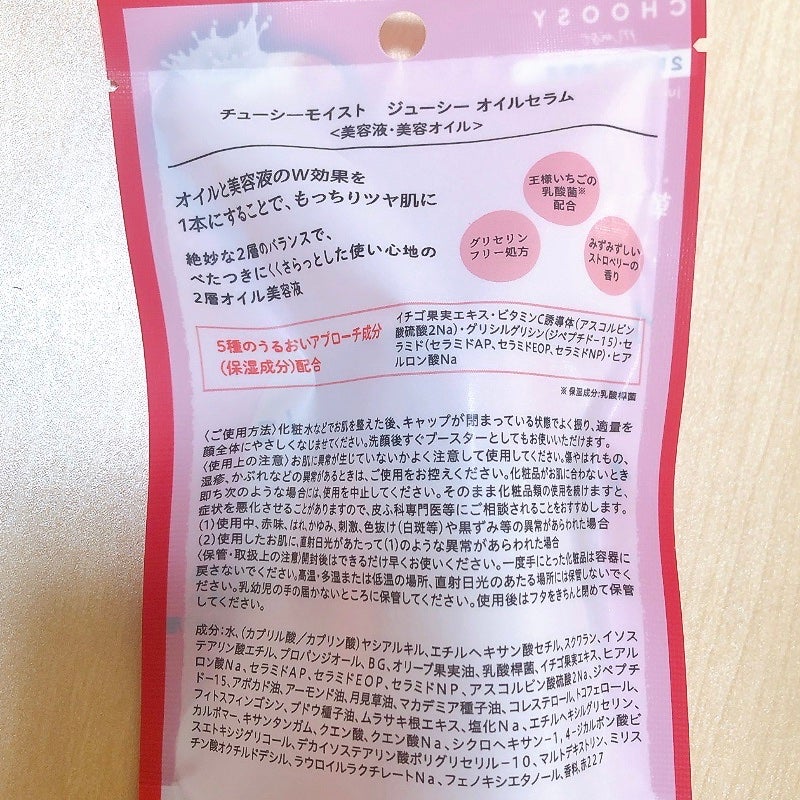 CHOOSY
チューシーモイスト ジューシー オイルセラム
<美容液・美容オイル>
オイルと美容液のW効果を
1本にすることで、もっちりツヤ肌に
絶妙な2層のバランスで、
べたつきにくくさらっとした使い心地の
2層オイル美容液
王様いちごの
乳酸菌※
配合
グリセリン
フリー処方
みずみずしい
ストロベリーの
香り
5種のうるおいアプローチ成分
(保湿成分)配合
イチゴ果実エキス・ビタミンC誘導体(アスコルビン
酸硫酸2Na)・グリシルグリシン(ジペプチド-15)・セ
ラミド(セラミドAP、セラミドEOP、セラミドNP)・ヒア
ルロン酸Na
※保湿成分:乳酸桿菌
〈ご使用方法〉化粧水などでお肌を整えた後、キャップが閉まっている状態でよく振り、適量を
顔全体にやさしくなじませてください。洗顔後すぐブースターとしてもお使いいただけます。
〈使用上の注意〉お肌に異常が生じていないかよく注意して使用してください。傷やはれもの、
湿疹、かぶれなどの異常があるときは、ご使用をお控えください。化粧品がお肌に合わないとき
即ち次のような場合には、使用を中止してください。そのまま化粧品類の使用を続けますと、
症状を悪化させることがありますので、皮ふ科専門医等にご相談されることをおすすめします。
(1)使用中、赤味、はれ、かゆみ、刺激、色抜け(白斑等)や黒ずみ等の異常があらわれた場合
(2)使用したお肌に、直射日光があたって(1)のような異常があらわれた場合
〈保管・取扱上の注意〉開封後はできるだけ早くお使いください。一度手にとった化粧品は容器に
戻さないでください。高温・多湿または低温の場所、直射日光のあたる場所には保管しないでく
ださい。乳幼児の手の届かないところに保管してください。使用後はフタをきちんと閉めて保管
してください。
成分:水、(カプリル酸/カプリン酸)ヤシアルキル、エチルヘキサン酸セチル、スクワラン、イソス
テアリン酸エチル、プロパンジオール、BG、オリーブ果実油、乳酸桿菌、イチゴ果実エキス、ヒアル
ロン酸Na、セラミドAP、セラミドEOP、セラミドNP、アスコルビン酸硫酸2Na、ジペプチ
ド-15、アボカド油、アーモンド油、月見草油、マカデミア種子油、コレステロール、トコフェロール、
フィトスフィンゴシン、ブドウ種子油、ムラサキ根エキス、塩化Na、エチルヘキシルグリセリン、
カルボマー、キサンタンガム、クエン酸、クエン酸Na、シクロヘキサン-1,4-ジカルボン酸ビ
スエトキシジグリコール、デカイソステアリン酸ポリグリセリル-10、マルトデキストリン、ミリス
チン酸オクチルドデシル、ラウロイルラクチレートNa、フェノキシエタノール、香料、赤227